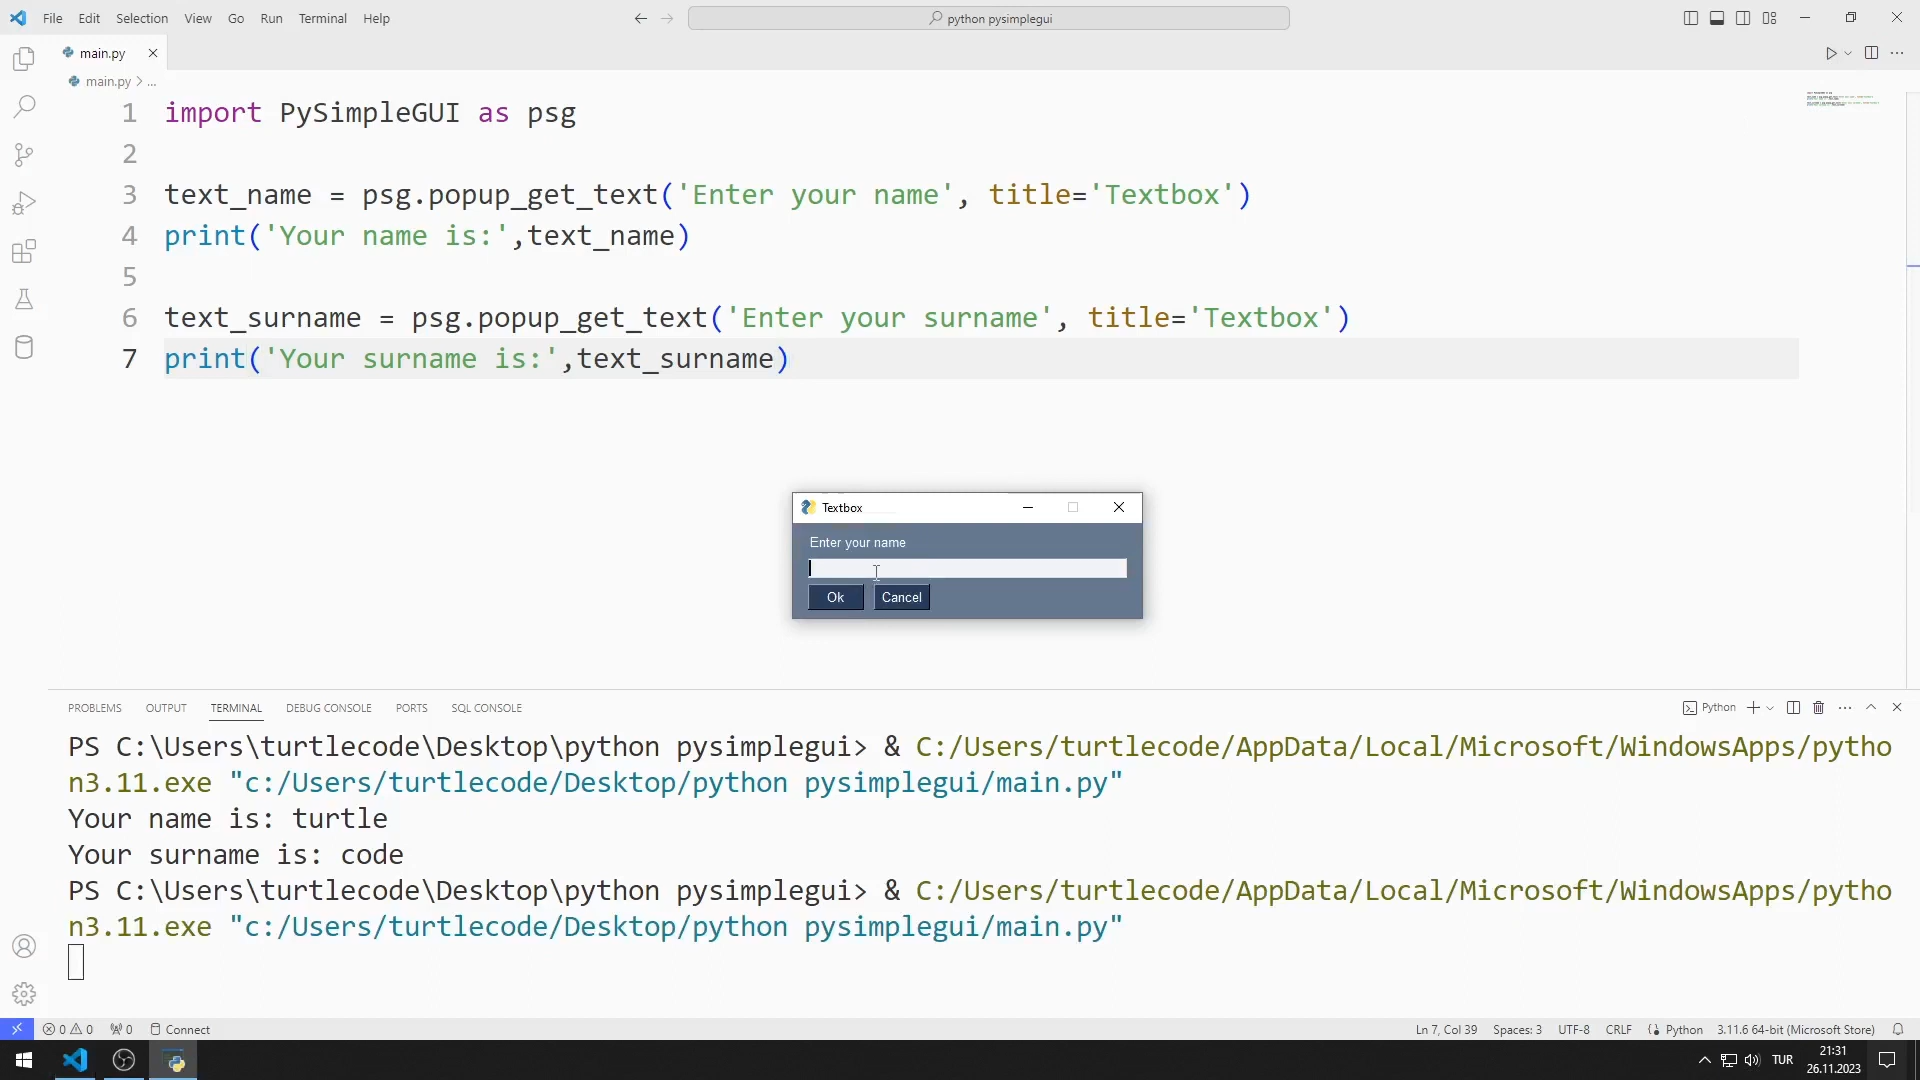 File Edit Selection View Go Run Terminal Help
python pysimplegui
main.py
main.py > ...
1 import PySimpleGUI as psg
2
3 text_name = psg.popup_get_text('Enter your name', title='Textbox')
4 print('Your name is:',text_name)
5
6 text_surname = psg.popup_get_text('Enter your surname', title='Textbox')
7 print('Your surname is:',text_surname)
Textbox
Enter your name
Ok Cancel
PROBLEMS OUTPUT TERMINAL DEBUG CONSOLE PORTS SQL CONSOLE
Python
PS C:\Users\turtlecode\Desktop\python pysimplegui> & C:/Users/turtlecode/AppData/Local/Microsoft/WindowsApps/pytho
n3.11.exe "c:/Users/turtlecode/Desktop/python pysimplegui/main.py"
Your name is: turtle
Your surname is: code
PS C:\Users\turtlecode\Desktop\python pysimplegui> & C:/Users/turtlecode/AppData/Local/Microsoft/WindowsApps/pytho
n3.11.exe "c:/Users/turtlecode/Desktop/python pysimplegui/main.py"
0 0 0 Connect
Ln 7, Col 39 Spaces: 3 UTF-8 CRLF Python 3.11.6 64-bit (Microsoft Store)
TUR
21:31
26.11.2023